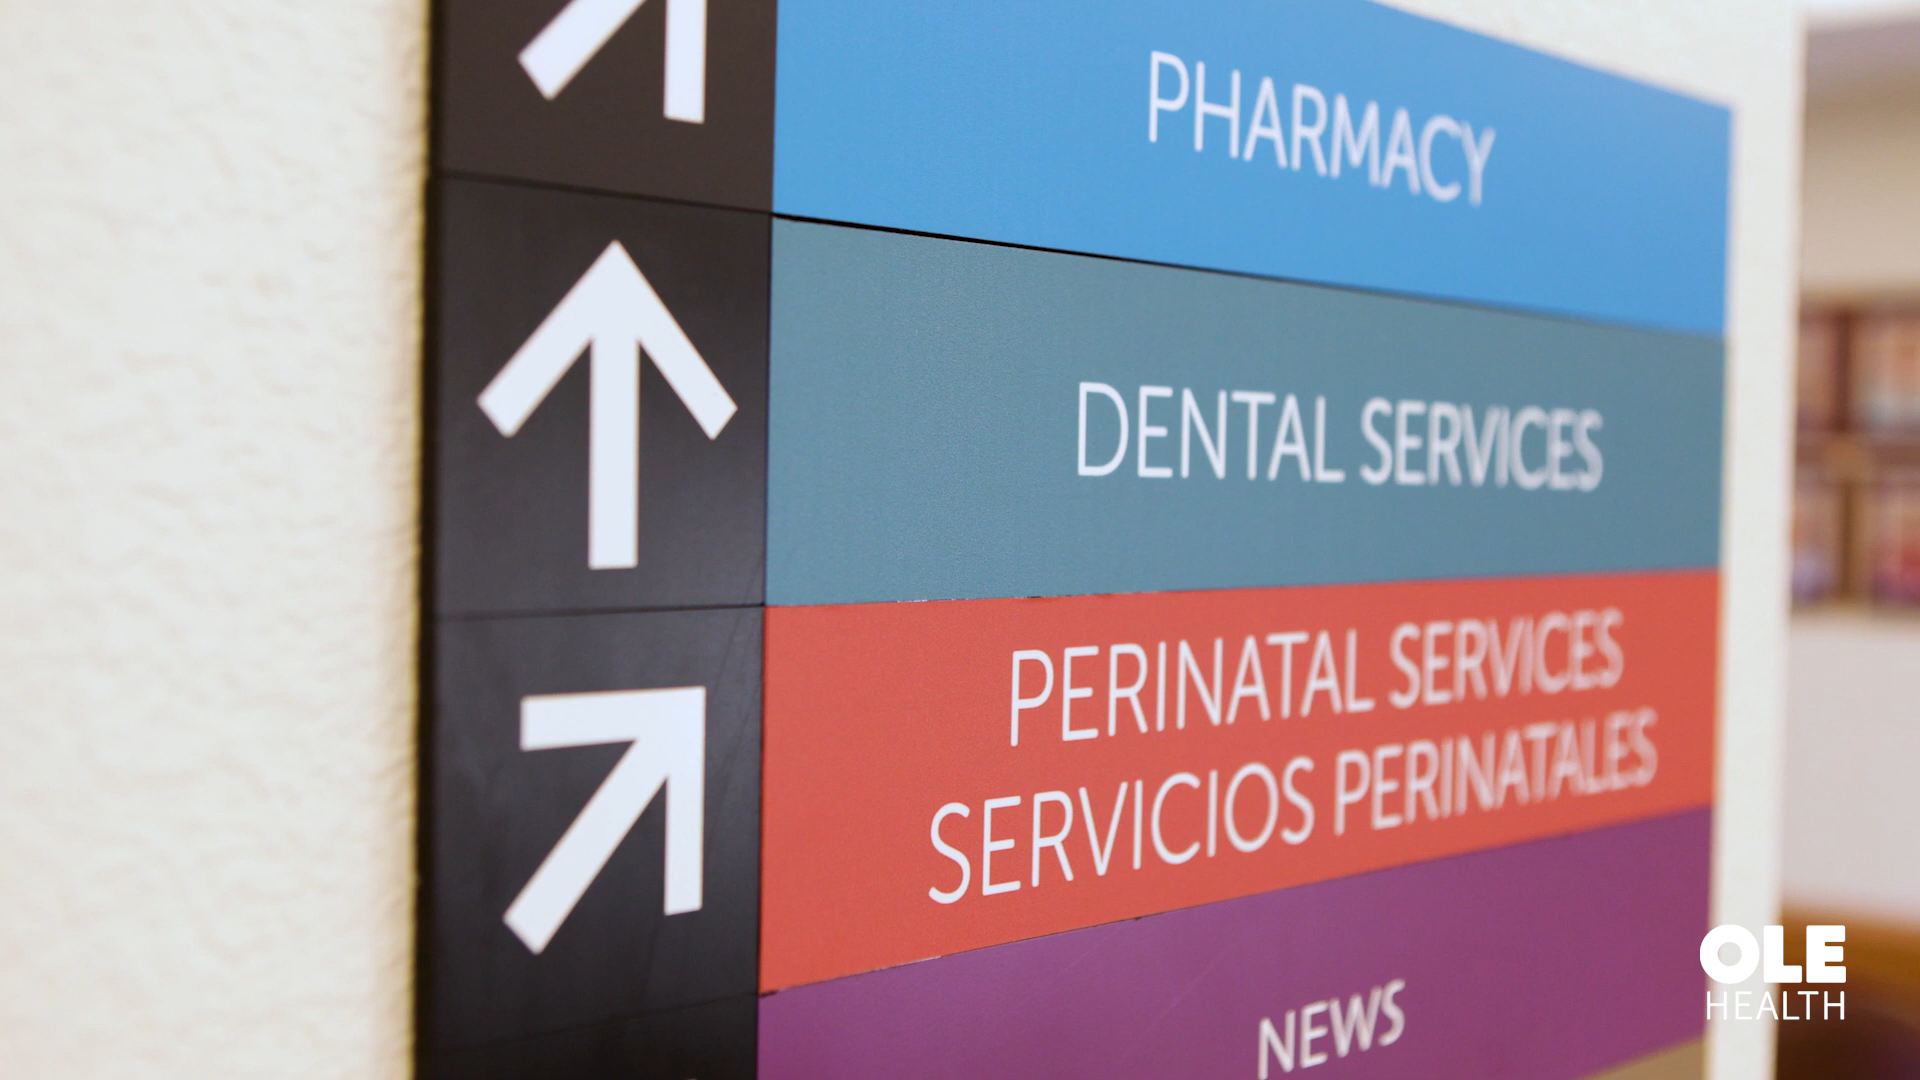 PHARMACY
DENTAL SERVICES
PERINATAL SERVICES
SERVICIOS PERINATALES
NEWS
OLE
HEALTH